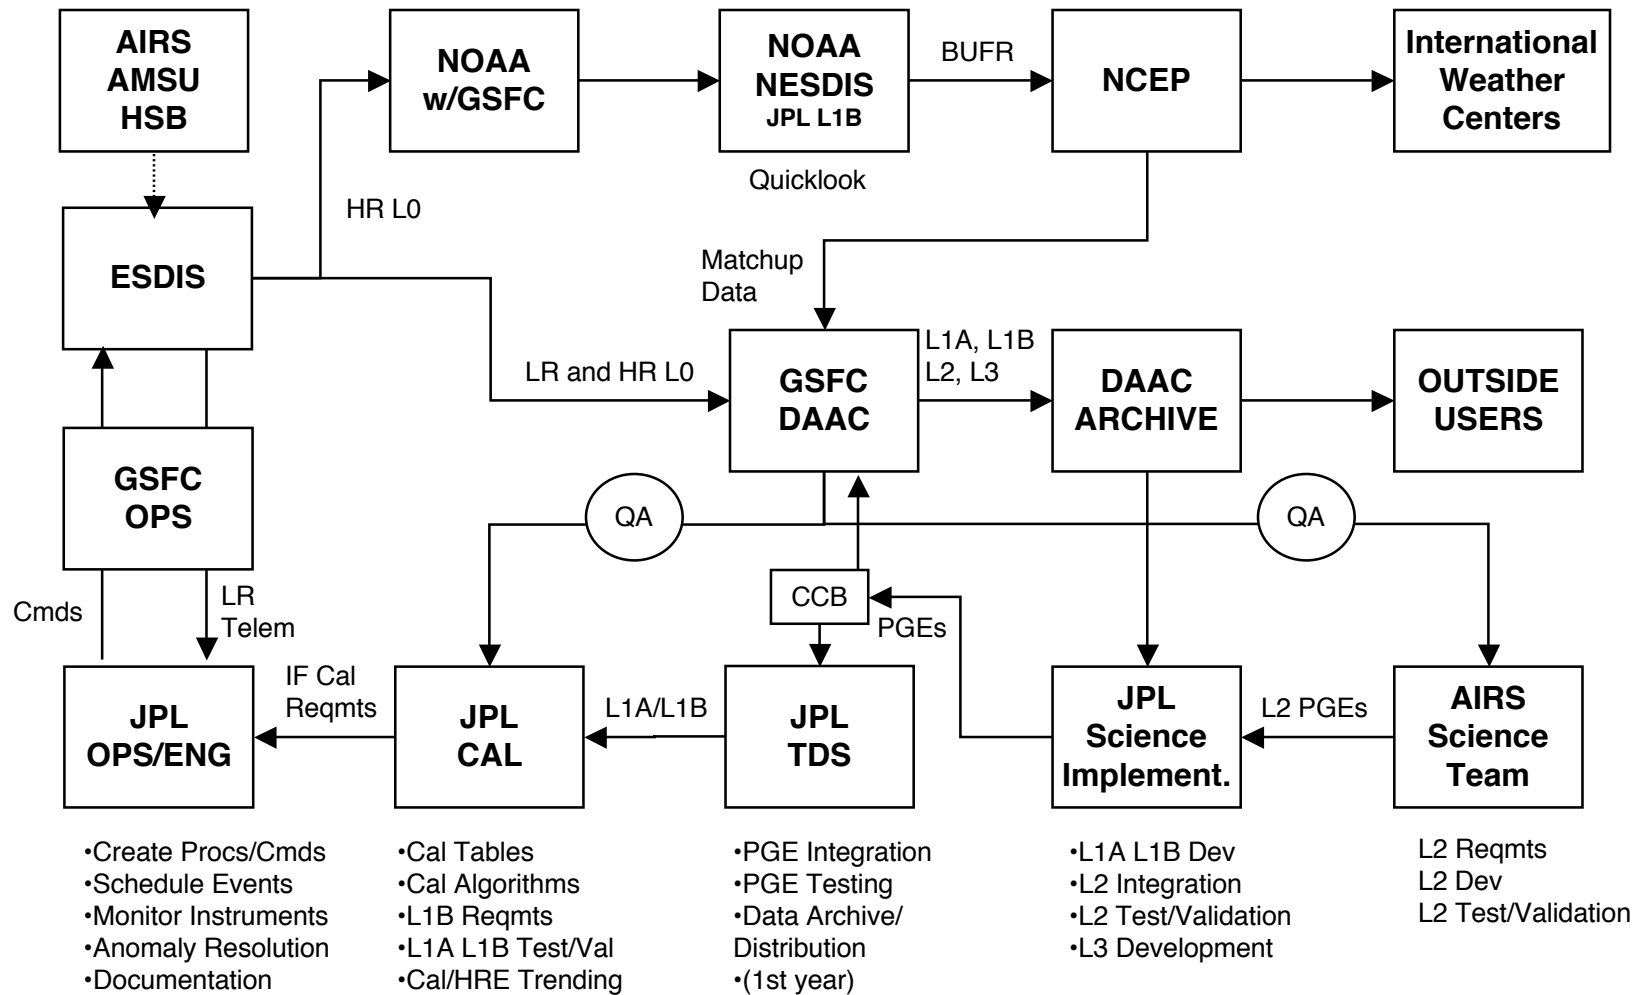 AIRS
AMSU
HSB
NOAA
w/GSFC
NOAA
NESDIS
JPL L1B
BUFR
NCEP
International
Weather
Centers
Quicklook
HR L0
ESDIS
Matchup
Data
LR and HR L0
GSFC
DAAC
L1A, L1B
L2, L3
DAAC
ARCHIVE
OUTSIDE
USERS
GSFC
OPS
QA
QA
Cmds
LR
Telem
CCB
PGEs
JPL
OPS/ENG
IF Cal
Reqmts
JPL
CAL
L1A/L1B
JPL
TDS
JPL
Science
Implement.
L2 PGEs
AIRS
Science
Team
•Create Procs/Cmds
•Schedule Events
•Monitor Instruments
•Anomaly Resolution
•Documentation
•Cal Tables
•Cal Algorithms
•L1B Reqmts
•L1A L1B Test/Val
•Cal/HRE Trending
•PGE Integration
•PGE Testing
•Data Archive/
Distribution
•(1st year)
•L1A L1B Dev
•L2 Integration
•L2 Test/Validation
•L3 Development
L2 Reqmts
L2 Dev
L2 Test/Validation